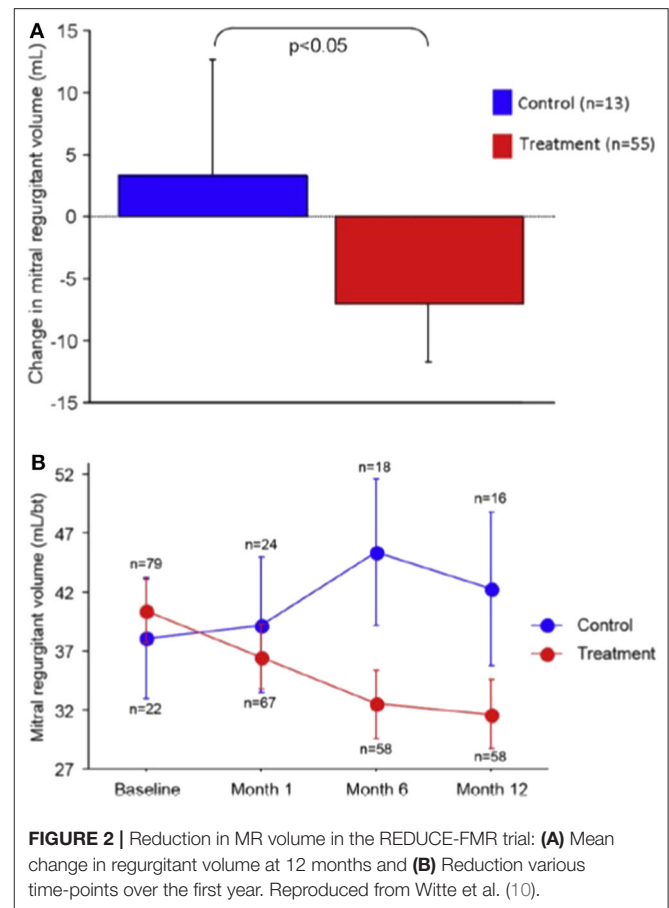 A
Change in mitral regurgitant volume (mL)
15
10
5
0
-5
-10
-15
p<0.05
Control (n=13)
Treatment (n=55)
B
Mitral regurgitant volume (mL/bt)
52
47
42
37
32
27
n=79
n=22
n=24
n=67
n=18
n=58
n=16
n=58
Control
Treatment
Baseline Month 1 Month 6 Month 12
FIGURE 2 | Reduction in MR volume in the REDUCE-FMR trial: (A) Mean
change in regurgitant volume at 12 months and (B) Reduction various
time-points over the first year. Reproduced from Witte et al. (10).